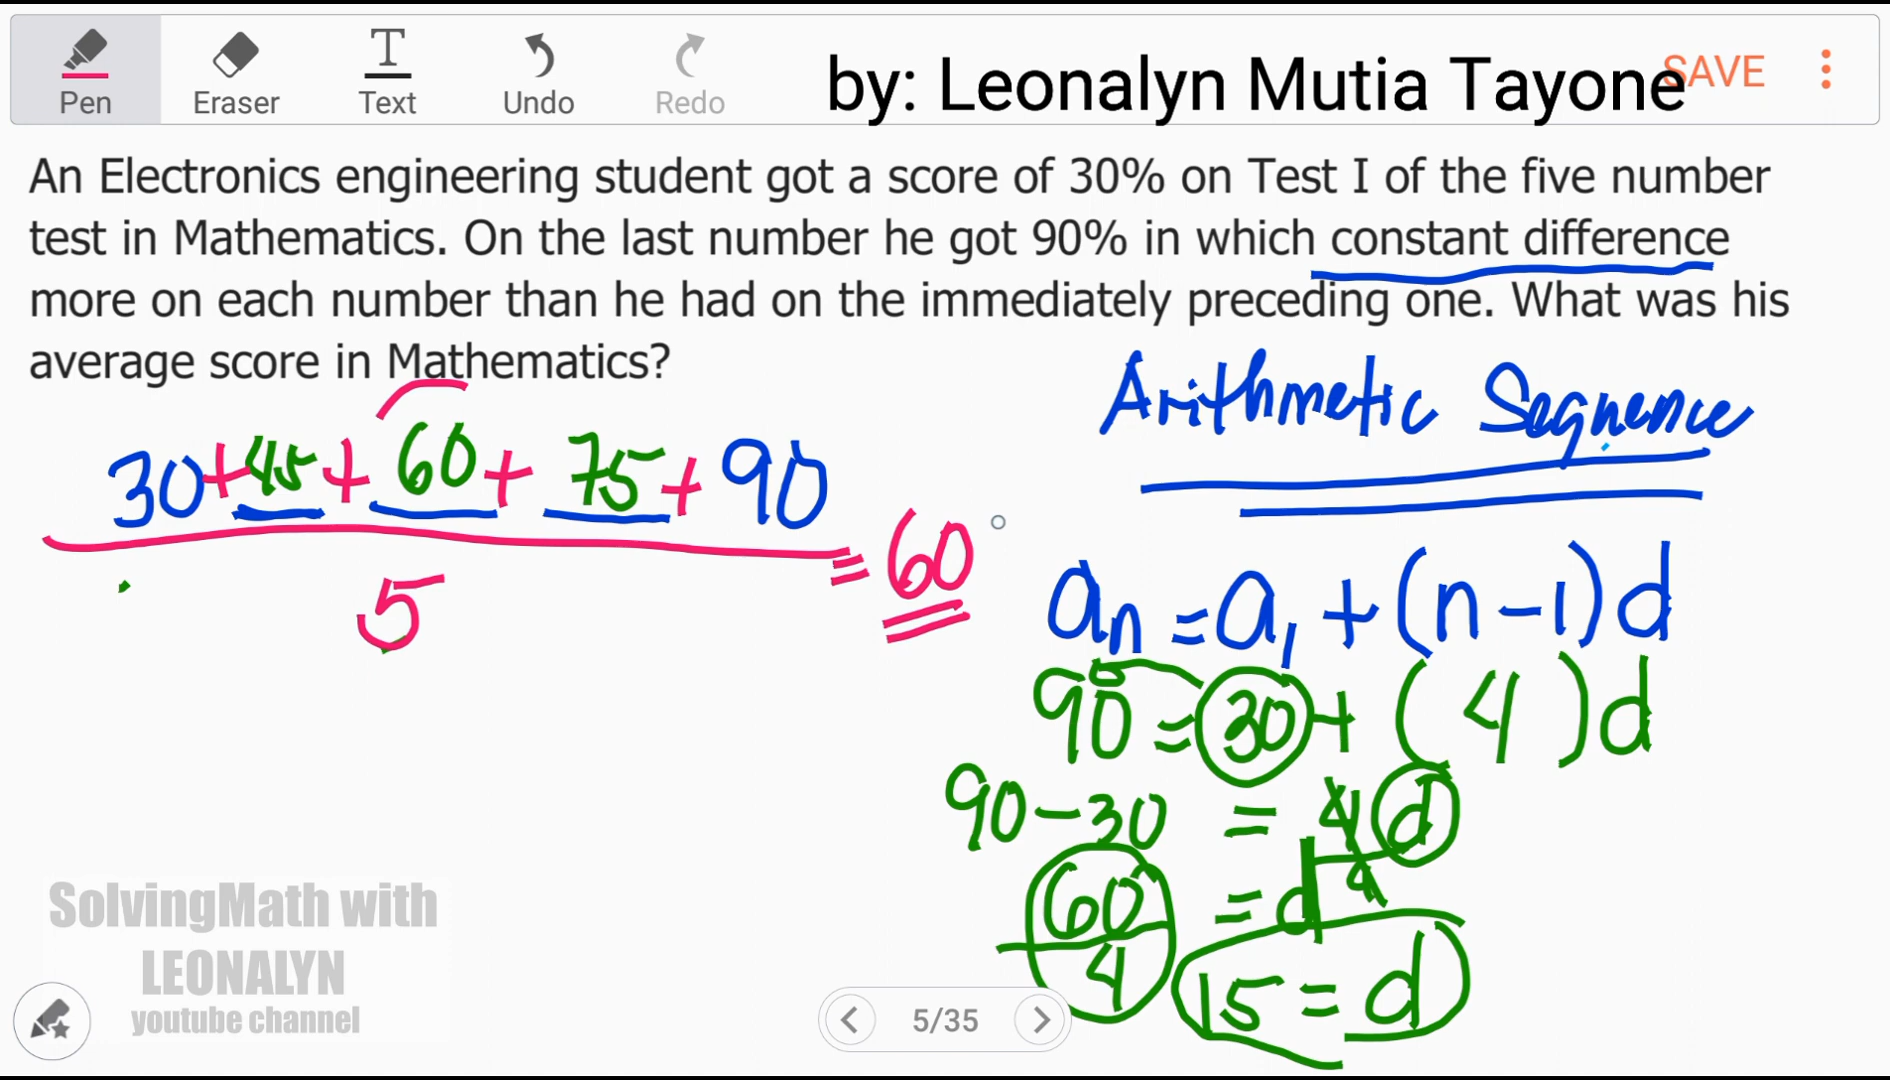 Pen Eraser Text Undo Redo by: Leonalyn Mutia Tayone SAVE
An Electronics engineering student got a score of 30% on Test I of the five number
test in Mathematics. On the last number he got 90% in which constant difference
more on each number than he had on the immediately preceding one. What was his
average score in Mathematics?
Arithmetic Sequence
30+45+60+75+90
5
=60
an = a1 + (n-1)d
90 = 30 + (4)d
90-30 = 4d
4
60 = d
4
15 = d
SolvingMath with
LEONALYN
youtube channel
5/35